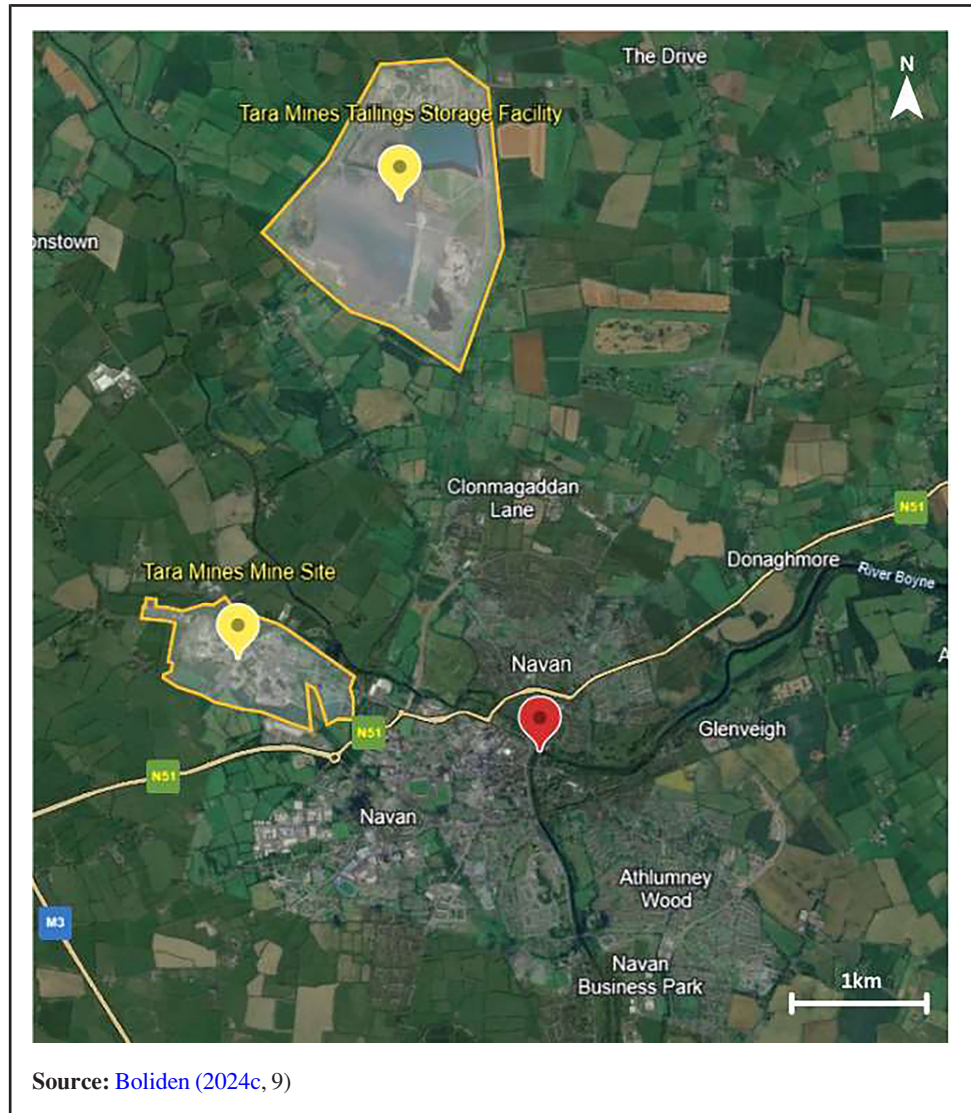 The Drive
N
Tara Mines Tailings Storage Facility
onstown
Clonmagaddan
Lane
N51
Donaghmore
River Boyne
Tara Mines Mine Site
A
Navan
N51
Glenveigh
N51
Navan
Athlumney
Wood
M3
Navan
Business Park
1km
Source: Boliden (2024c, 9)